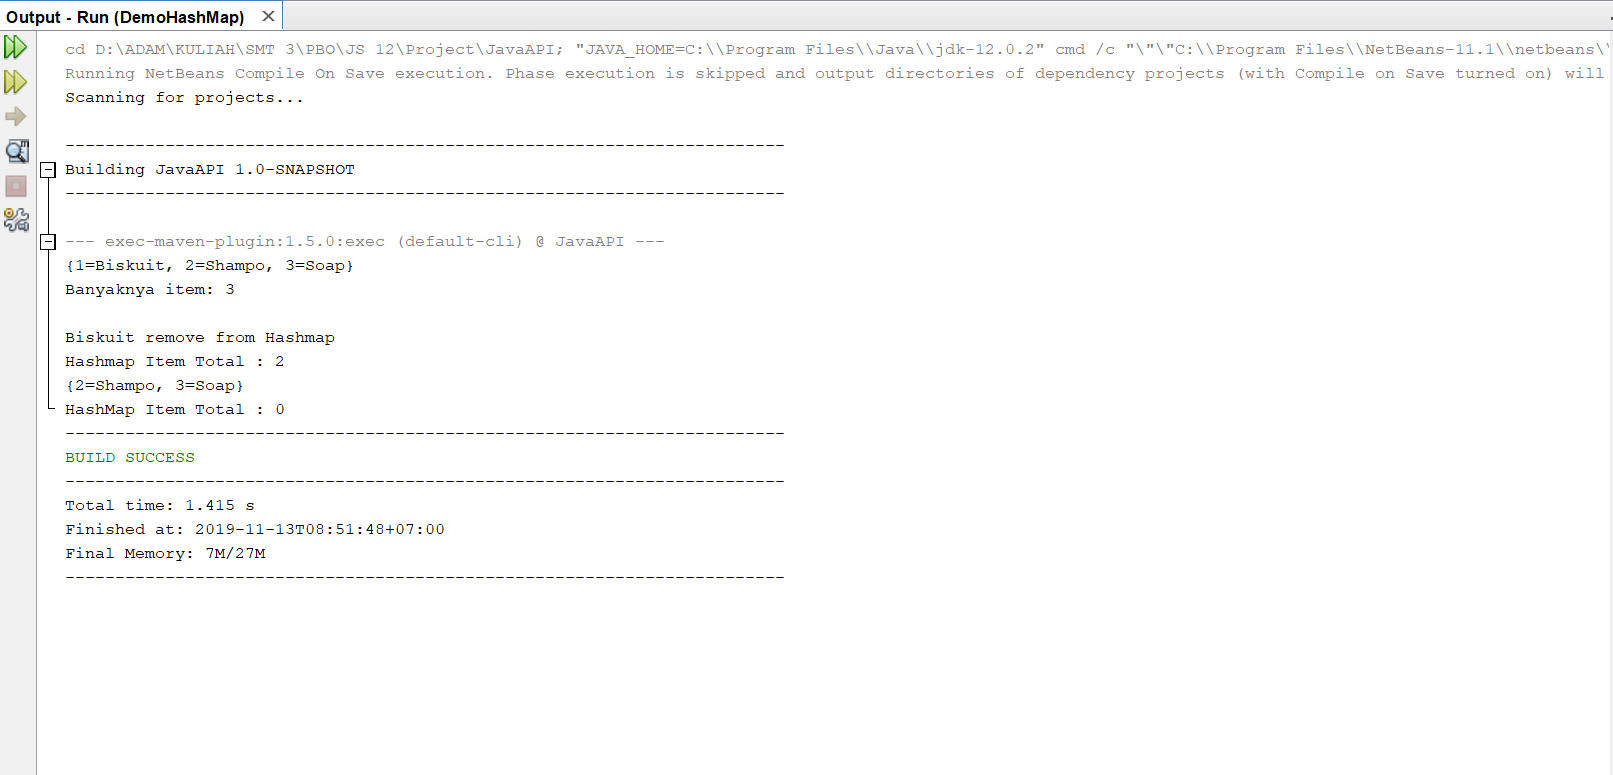 Output - Run (DemoHashMap)
cd D:\ADAM\KULIAH\SMT 3\PBO\JS 12\Project\JavaAPI; "JAVA_HOME=C:\\Program Files\\Java\\jdk-12.0.2" cmd /c "\"\"C:\\Program Files\\NetBeans-11.1\\netbeans\\
Running NetBeans Compile On Save execution. Phase execution is skipped and output directories of dependency projects (with Compile on Save turned on) will
Scanning for projects...
------------------------------------------------------------------------
Building JavaAPI 1.0-SNAPSHOT
------------------------------------------------------------------------
--- exec-maven-plugin:1.5.0:exec (default-cli) @ JavaAPI ---
{1=Biskuit, 2=Shampo, 3=Soap}
Banyaknya item: 3
Biskuit remove from Hashmap
Hashmap Item Total : 2
{2=Shampo, 3=Soap}
HashMap Item Total : 0
------------------------------------------------------------------------
BUILD SUCCESS
------------------------------------------------------------------------
Total time: 1.415 s
Finished at: 2019-11-13T08:51:48+07:00
Final Memory: 7M/27M
------------------------------------------------------------------------